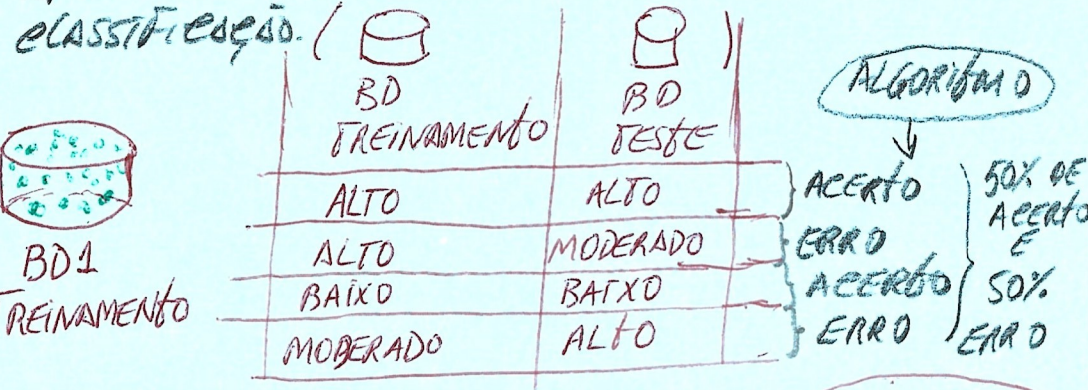 CLASSIFICAÇÃO. ( )
BD TREINAMENTO
BD TESTE
ALGORITMO
ALTO ALTO ACERTO
ALTO MODERADO ERRO
BAIXO BAIXO ACERTO
MODERADO ALTO ERRO
50% DE
ACERTO
E
50%
ERRO
BD1
TREINAMENTO